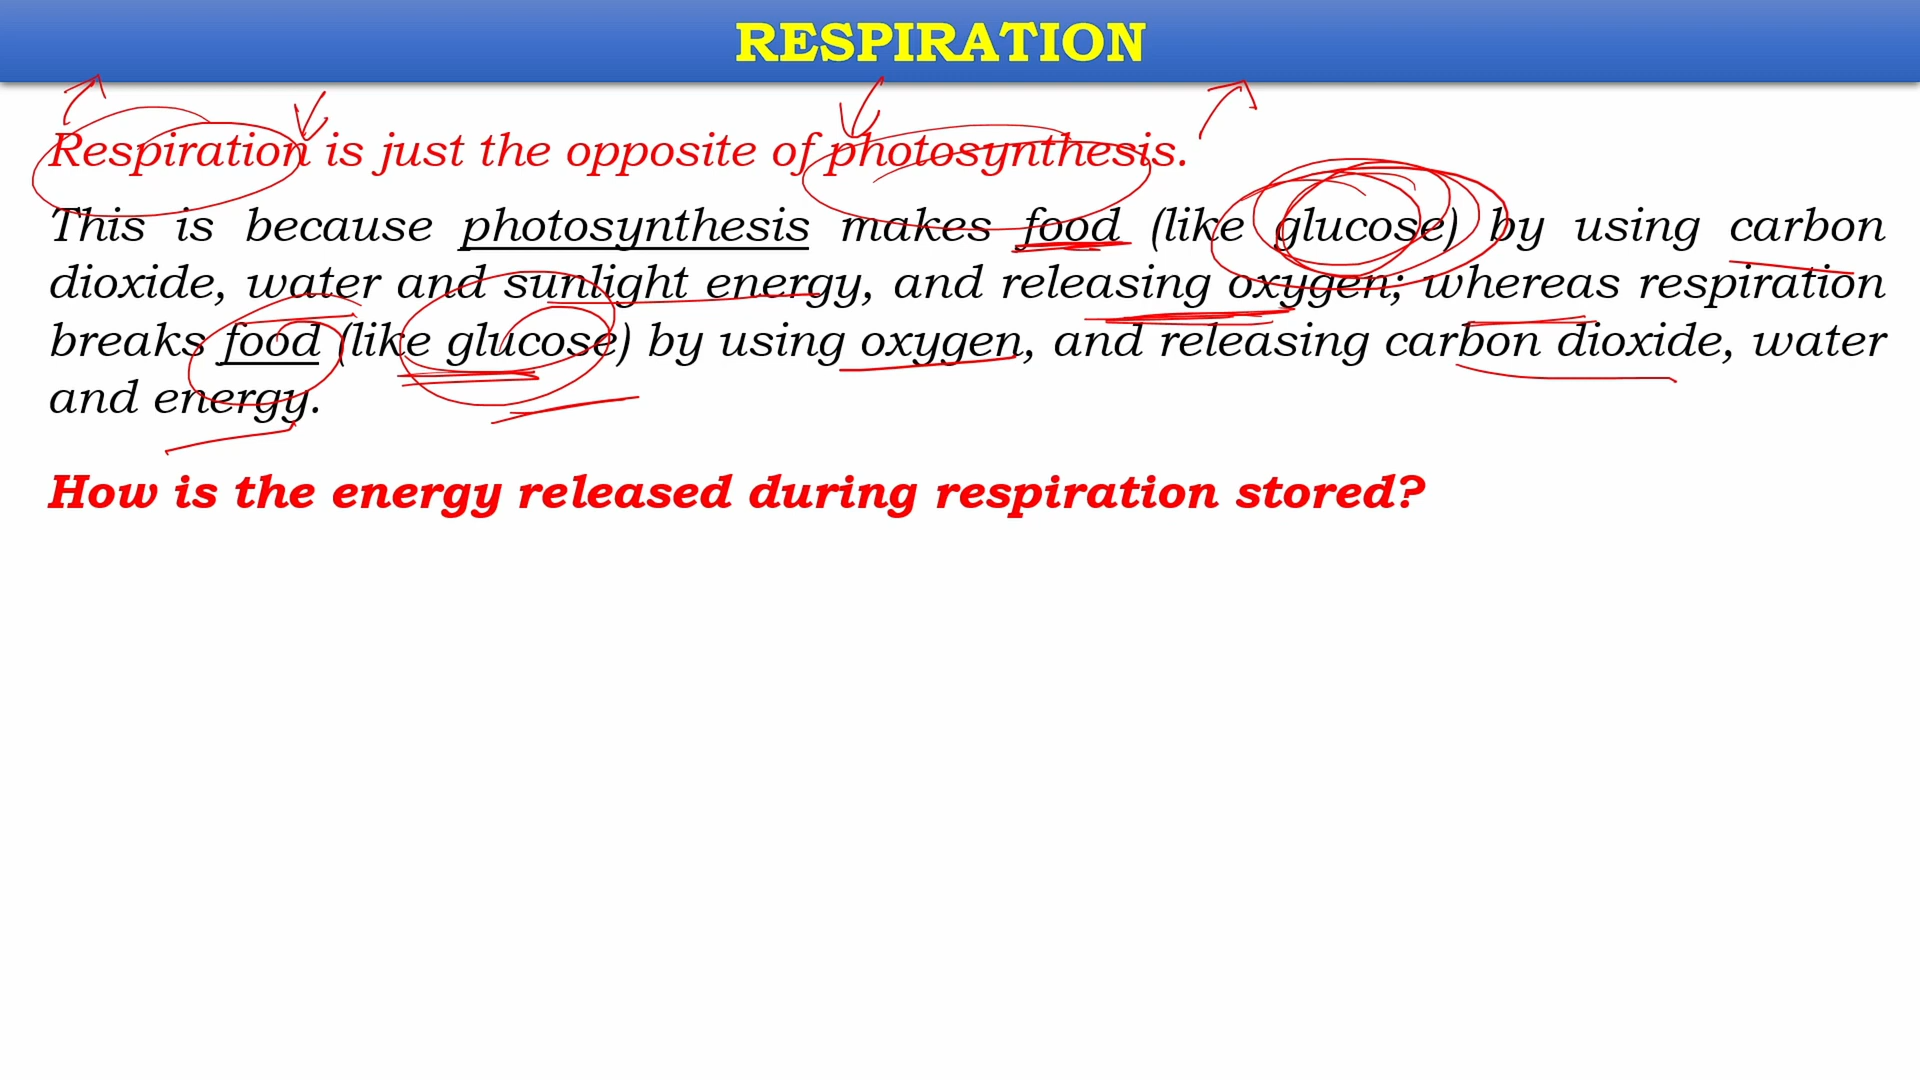 RESPIRATION
Respiration is just the opposite of photosynthesis.
This is because photosynthesis makes food (like glucose) by using carbon
dioxide, water and sunlight energy, and releasing oxygen; whereas respiration
breaks food (like glucose) by using oxygen, and releasing carbon dioxide, water
and energy.
How is the energy released during respiration stored?